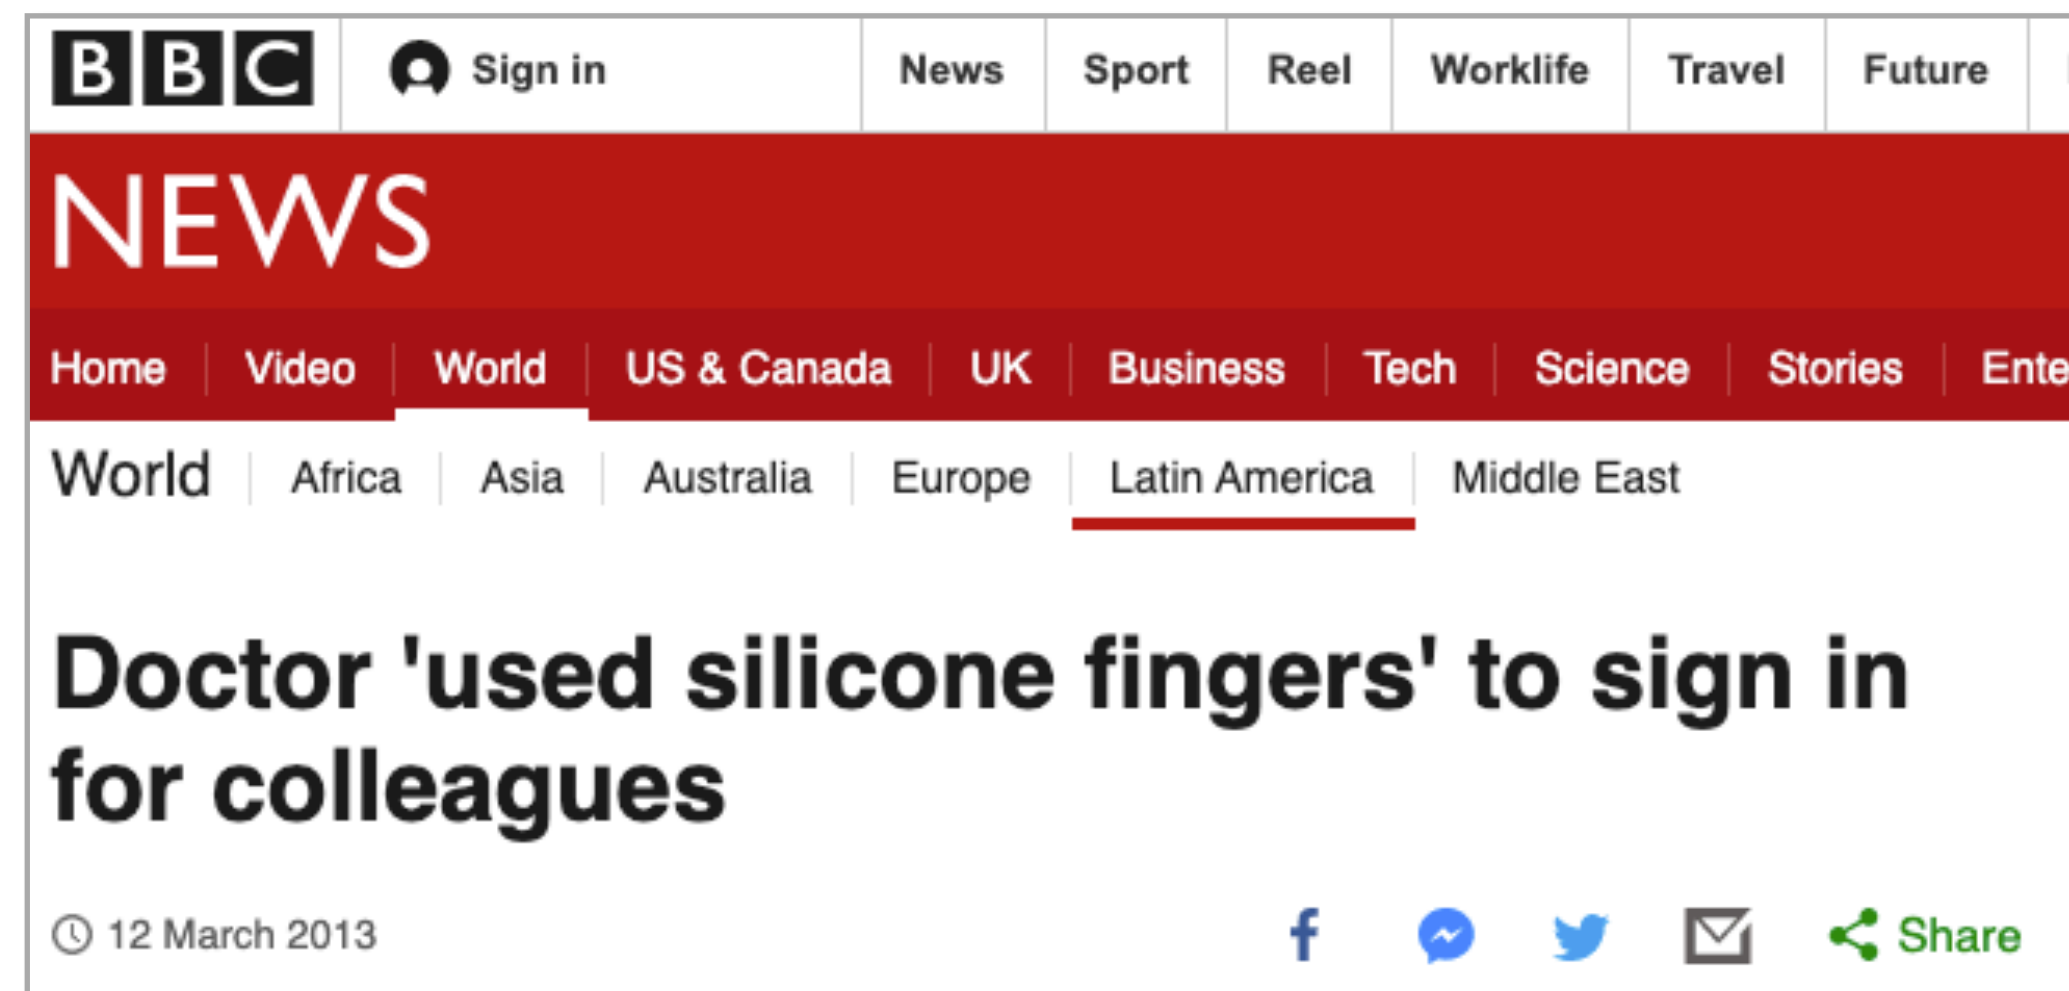 BBC Sign in News Sport Reel Worklife Travel Future
NEWS
Home Video World US & Canada UK Business Tech Science Stories Ente
World Africa Asia Australia Europe Latin America Middle East
Doctor 'used silicone fingers' to sign in
for colleagues
12 March 2013 Share